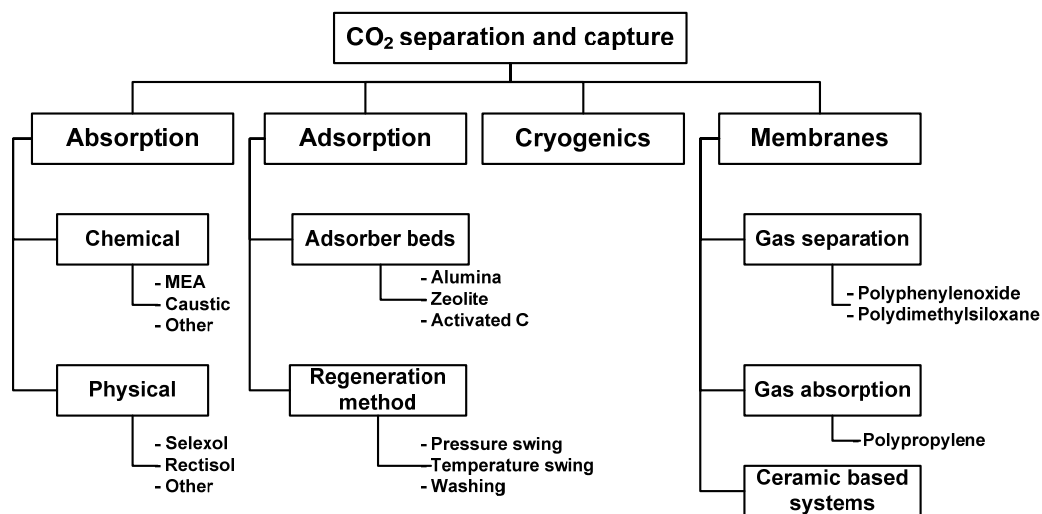 CO₂ separation and capture
Absorption
Adsorption
Cryogenics
Membranes
Chemical
- MEA
- Caustic
- Other
Physical
- Selexol
- Rectisol
- Other
Adsorber beds
- Alumina
- Zeolite
- Activated C
Regeneration
method
- Pressure swing
- Temperature swing
- Washing
Gas separation
- Polyphenylenoxide
- Polydimethylsiloxane
Gas absorption
- Polypropylene
Ceramic based
systems